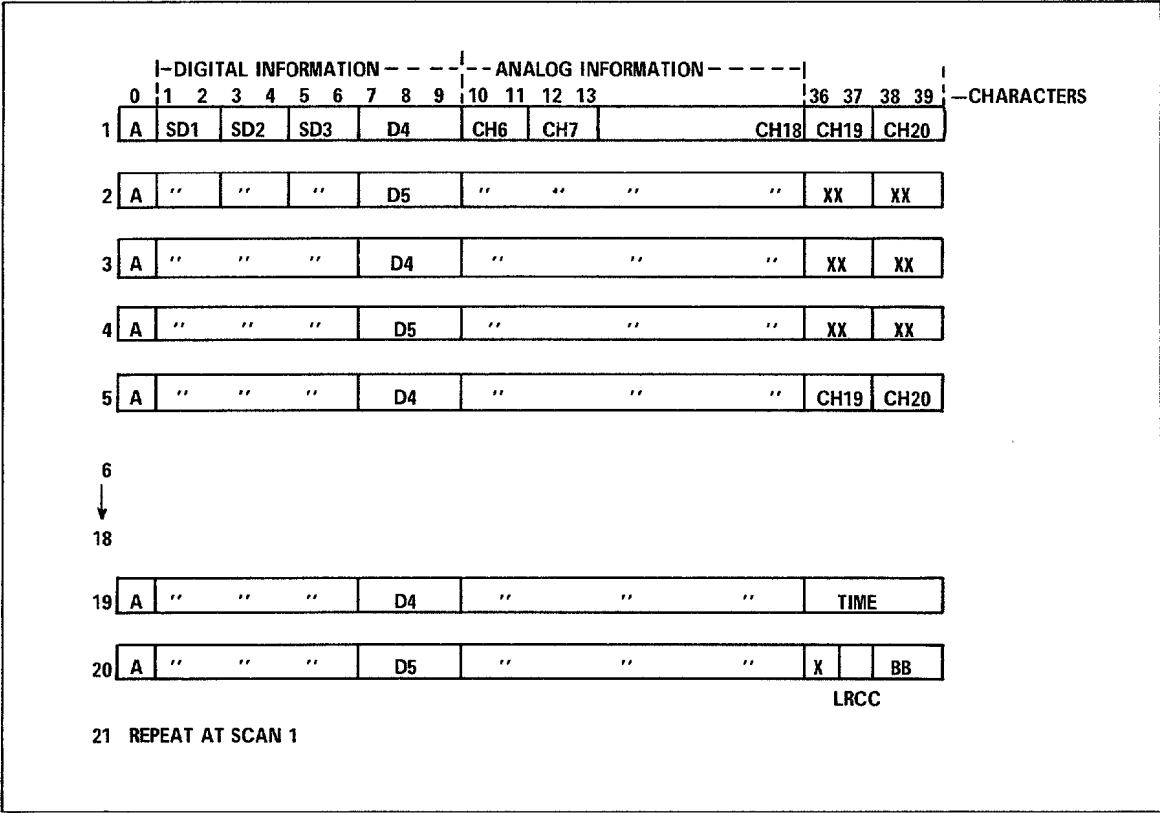 |-DIGITAL INFORMATION - - -|- - ANALOG INFORMATION - - - - -|
0 1 2 3 4 5 6 7 8 9 10 11 12 13 36 37 38 39 -CHARACTERS
1 A SD1 SD2 SD3 D4 CH6 CH7 CH18 CH19 CH20
2 A '' '' '' D5 '' '' '' '' XX XX
3 A '' '' '' D4 '' '' '' XX XX
4 A '' '' '' D5 '' '' '' XX XX
5 A '' '' '' D4 '' '' '' CH19 CH20
6
↓
18
19 A '' '' '' D4 '' '' '' TIME
20 A '' '' '' D5 '' '' '' X BB
LRCC
21 REPEAT AT SCAN 1